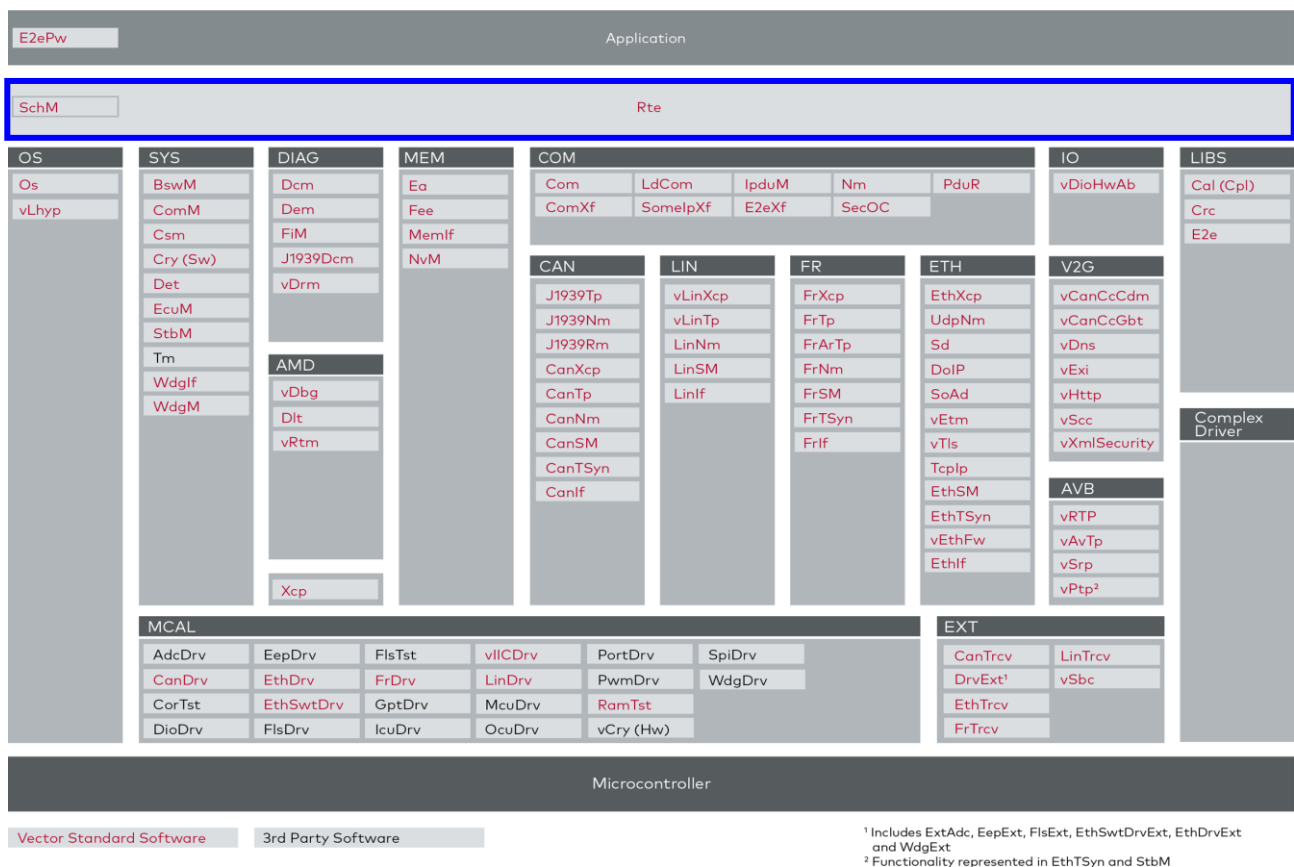 E2ePw
Application
SchM
Rte
OS
Os
vLhyp
SYS
BswM
ComM
Csm
Cry (Sw)
Det
EcuM
StbM
Tm
WdgIf
WdgM
DIAG
Dcm
Dem
FiM
J1939Dcm
vDrm
AMD
vDbg
Dlt
vRtm
Xcp
MEM
Ea
Fee
MemIf
NvM
COM
Com
LdCom
IpduM
Nm
PduR
ComXf
SomeIpXf
E2eXf
SecOC
CAN
J1939Tp
J1939Nm
J1939Rm
CanXcp
CanTp
CanNm
CanSM
CanTSyn
CanIf
LIN
vLinXcp
vLinTp
LinNm
LinSM
LinIf
FR
FrXcp
FrTp
FrArTp
FrNm
FrSM
FrTSyn
FrIf
ETH
EthXcp
UdpNm
Sd
DoIP
SoAd
vEtm
vTls
TcpIp
EthSM
EthTSyn
vEthFw
EthIf
IO
vDioHwAb
V2G
vCanCcCdm
vCanCcGbt
vDns
vExi
vHttp
vScc
vXmlSecurity
AVB
vRTP
vAvTp
vSrp
vPtp²
LIBS
Cal (Cpl)
Crc
E2e
Complex
Driver
MCAL
AdcDrv
EepDrv
FlsTst
vIICDrv
PortDrv
SpiDrv
CanDrv
EthDrv
FrDrv
LinDrv
PwmDrv
WdgDrv
CorTst
EthSwtDrv
GptDrv
McuDrv
RamTst
DioDrv
FlsDrv
IcuDrv
OcuDrv
vCry (Hw)
EXT
CanTrcv
LinTrcv
DrvExt¹
vSbc
EthTrcv
FrTrcv
Microcontroller
Vector Standard Software
3rd Party Software
¹ Includes ExtAdc, EepExt, FlsExt, EthSwtDrvExt, EthDrvExt
and WdgExt
² Functionality represented in EthTSyn and StbM